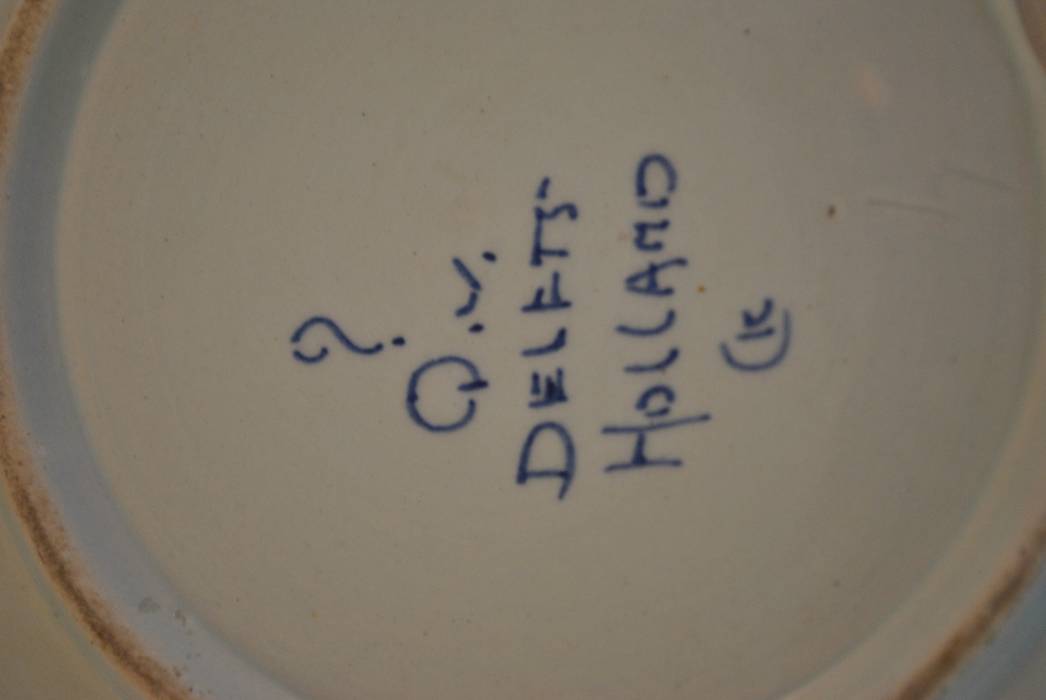 ?
Q.v.
DELFTS
HOLLAND